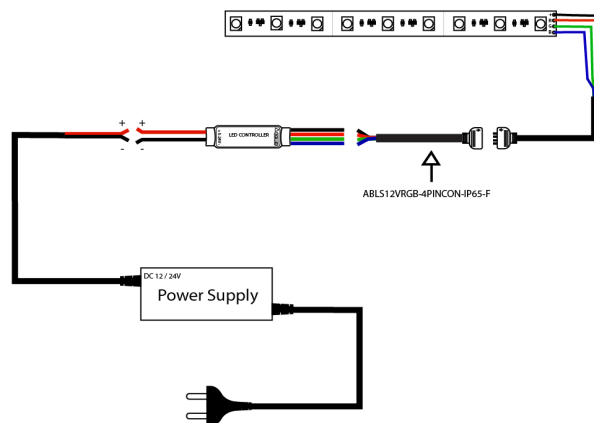 +
R
G
B
+ +
LED CONTROLLER
- -
ABLS12VRGB-4PINCON-IP65-F
DC 12 / 24V
Power Supply